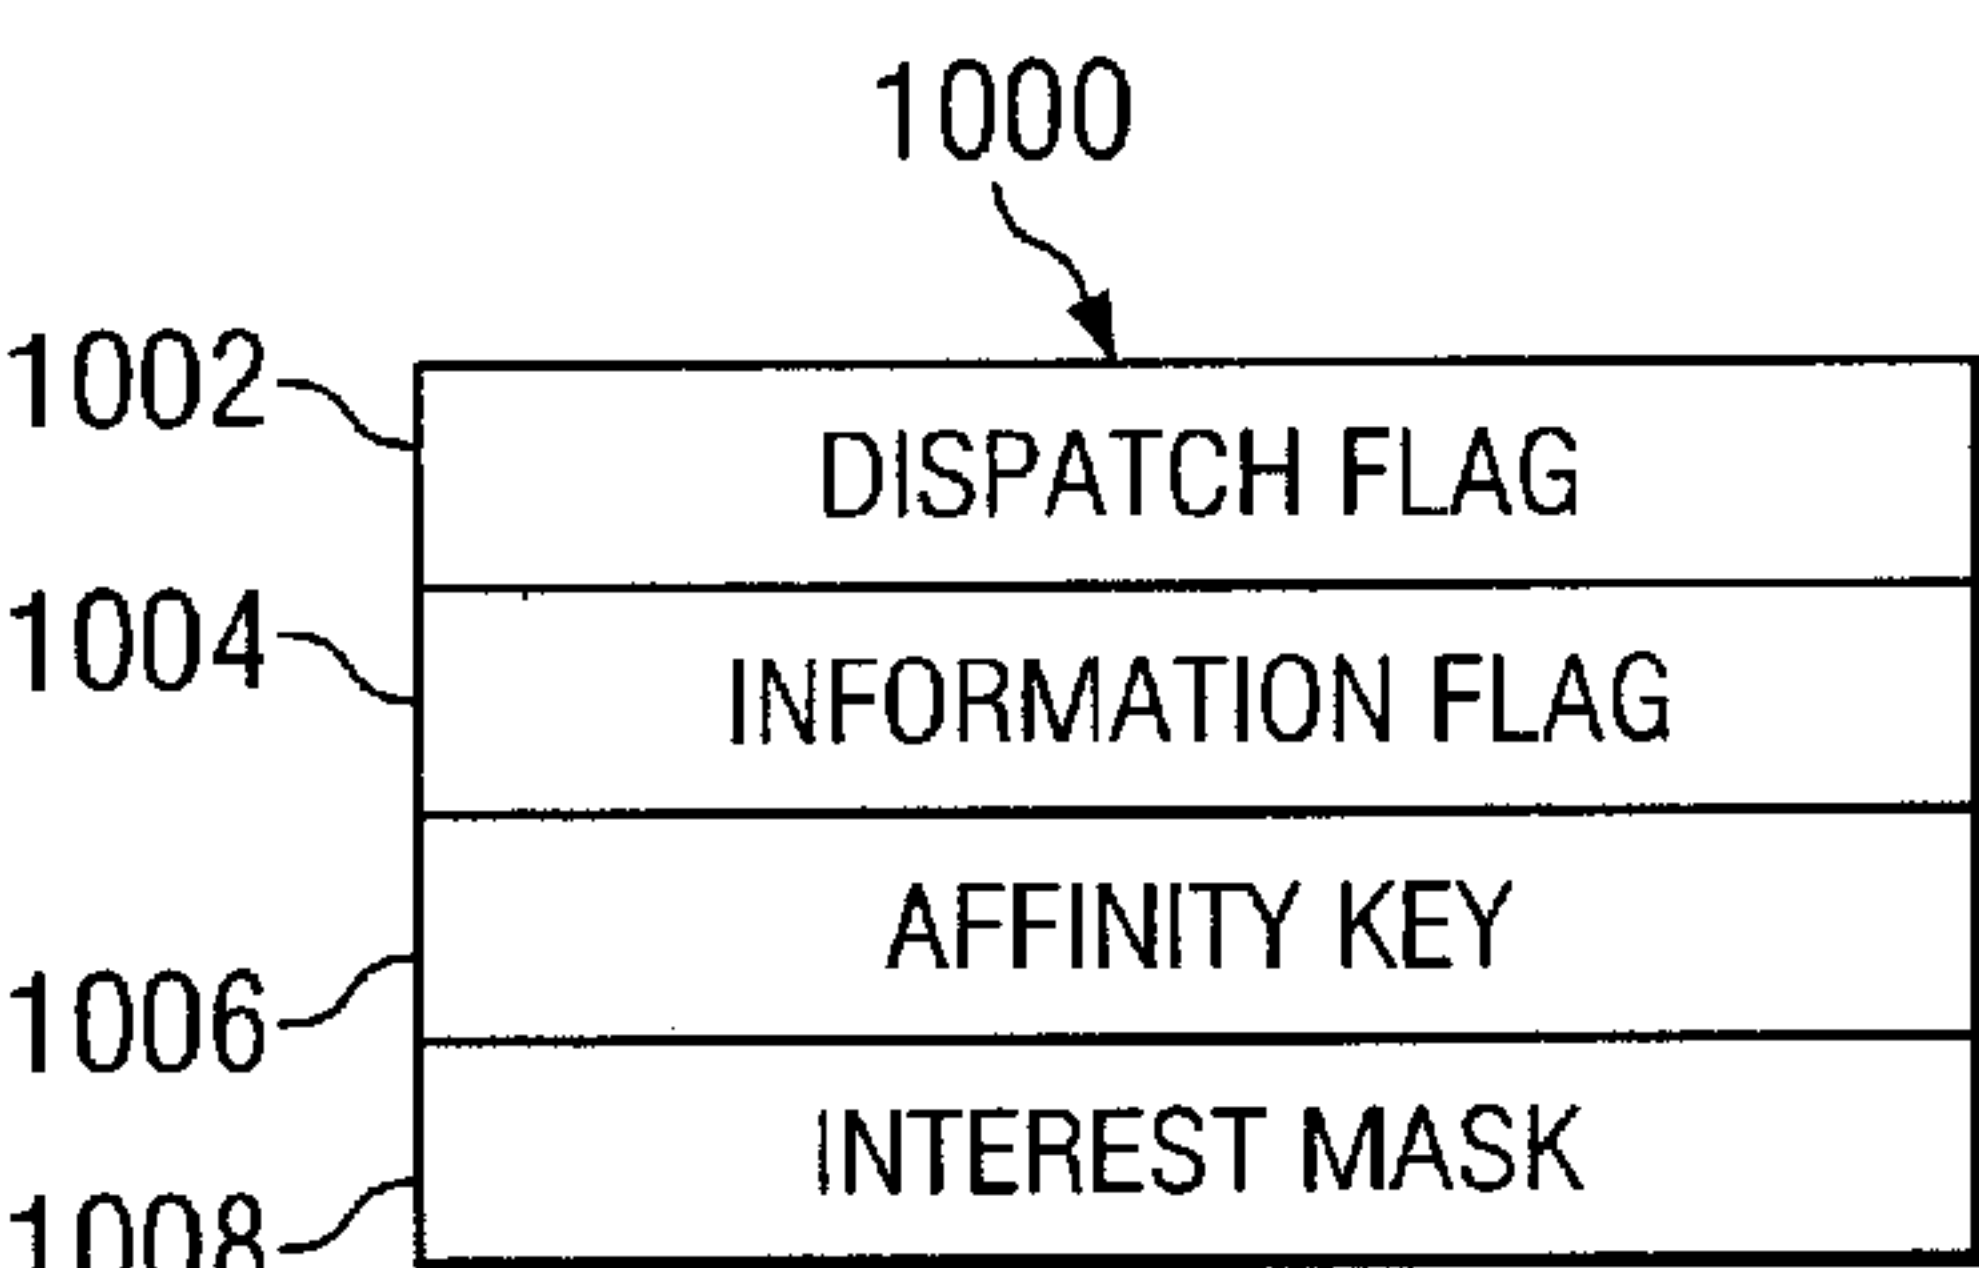 1000
1002
DISPATCH FLAG
1004
INFORMATION FLAG
AFFINITY KEY
1006
INTEREST MASK
1008